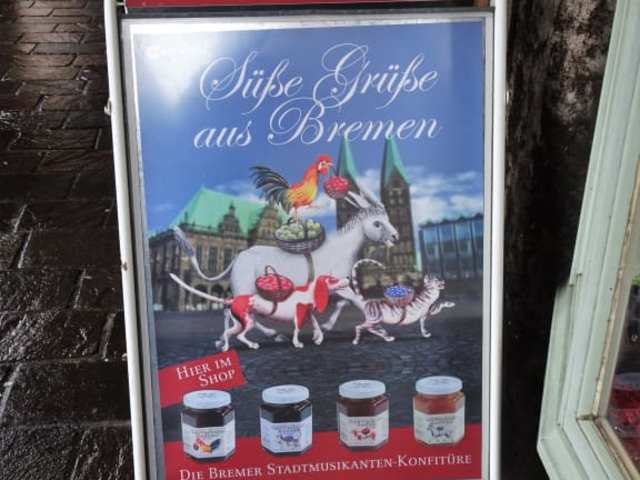 Süße Grüße
aus Bremen
HIER IM
SHOP
DIE BREMER STADTMUSIKANTEN-KONFITÜRE